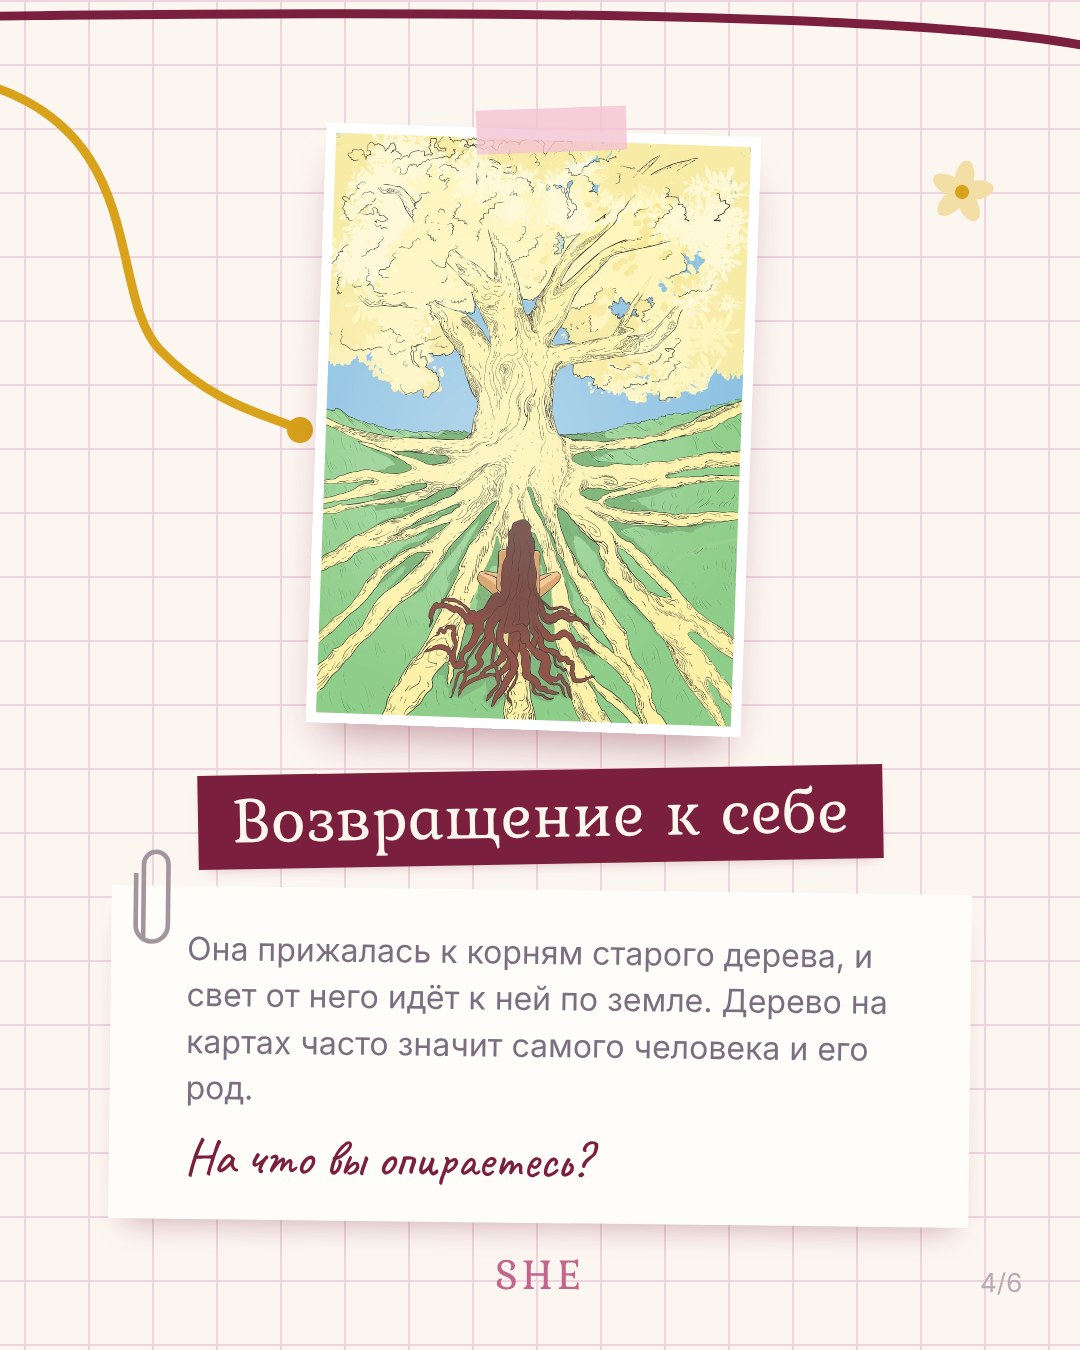 Возвращение к себе
Она прижалась к корням старого дерева, и
свет от него идёт к ней по земле. Дерево на
картах часто значит самого человека и его
род.
На что вы опираетесь?
SHE
4/6